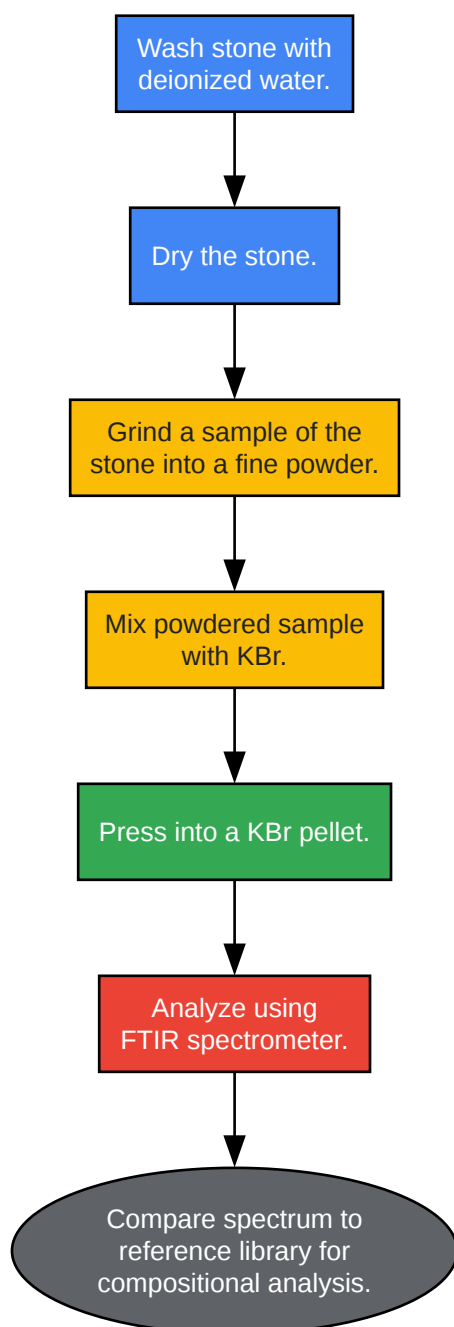 Wash stone with
deionized water.
Dry the stone.
Grind a sample of the
stone into a fine powder.
Mix powdered sample
with KBr.
Press into a KBr pellet.
Analyze using
FTIR spectrometer.
Compare spectrum to
reference library for
compositional analysis.